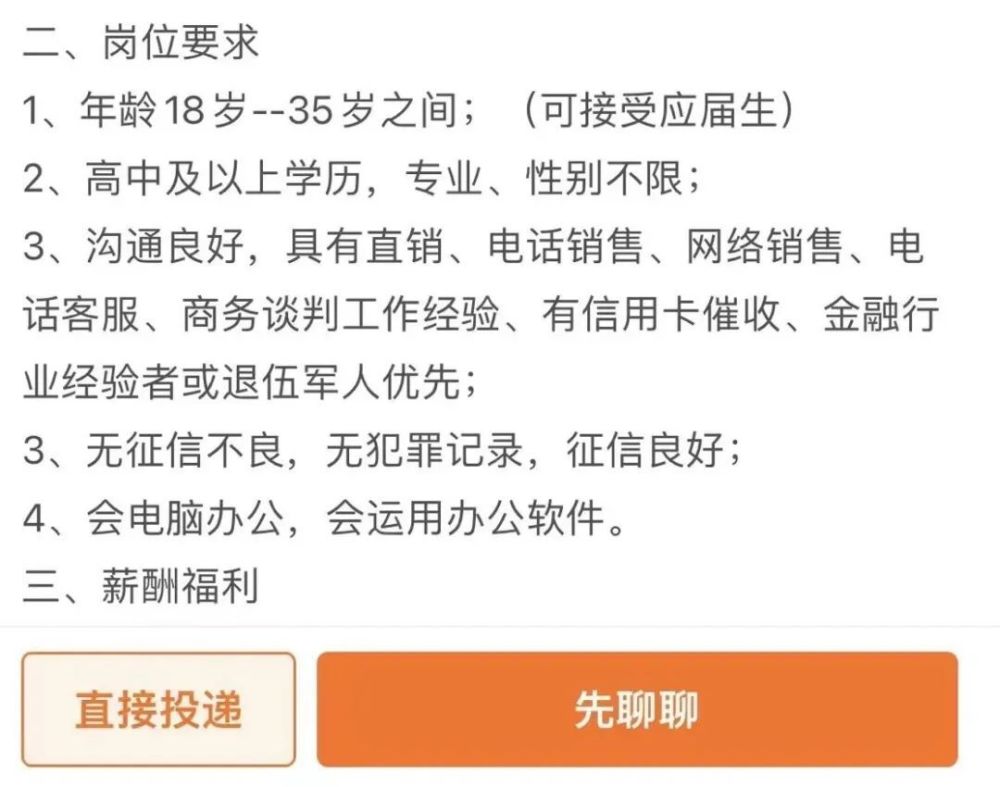 二、岗位要求
1、年龄18岁--35岁之间；（可接受应届生）
2、高中及以上学历，专业、性别不限；
3、沟通良好，具有直销、电话销售、网络销售、电
话客服、商务谈判工作经验、有信用卡催收、金融行
业经验者或退伍军人优先；
3、无征信不良，无犯罪记录，征信良好；
4、会电脑办公，会运用办公软件。
三、薪酬福利
直接投递
先聊聊